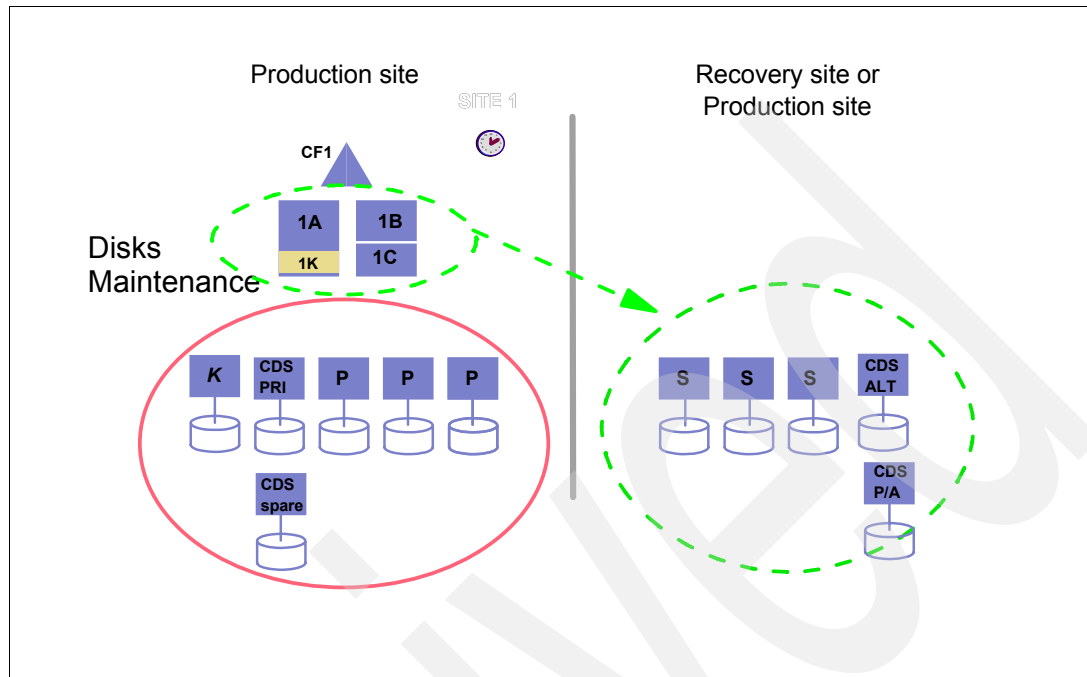 Production site
Recovery site or
Production site
SITE 1
CF1
1A
1B
1K
1C
Disks
Maintenance
K
CDS
PRI
P
P
P
S
S
S
CDS
ALT
CDS
spare
CDS
P/A